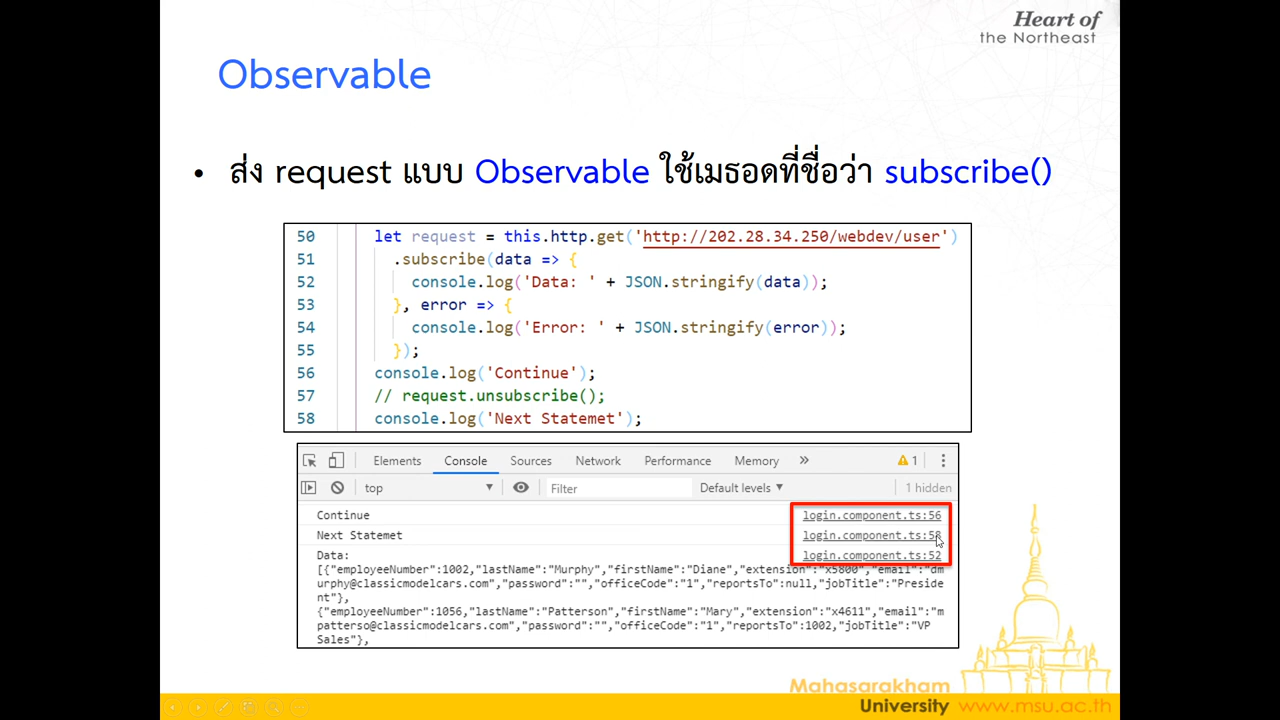 Heart of
the Northeast
Observable
• ส่ง request แบบ Observable ใช้เมธอดที่ชื่อว่า subscribe()
50 let request = this.http.get('http://202.28.34.250/webdev/user')
51 .subscribe(data => {
52 console.log('Data: ' + JSON.stringify(data));
53 }, error => {
54 console.log('Error: ' + JSON.stringify(error));
55 });
56 console.log('Continue');
57 // request.unsubscribe();
58 console.log('Next Statemet');
Elements Console Sources Network Performance Memory » 1
top Filter Default levels 1 hidden
Continue login.component.ts:56
Next Statemet login.component.ts:58
Data: login.component.ts:52
[{"employeeNumber":1002,"lastName":"Murphy","firstName":"Diane","extension":"x5800","email":"dm
urphy@classicmodelcars.com","password":"","officeCode":"1","reportsTo":null,"jobTitle":"Preside
nt"},
{"employeeNumber":1056,"lastName":"Patterson","firstName":"Mary","extension":"x4611","email":"m
patterso@classicmodelcars.com","password":"","officeCode":"1","reportsTo":1002,"jobTitle":"VP
Sales"},
Mahasarakham
University www.msu.ac.th